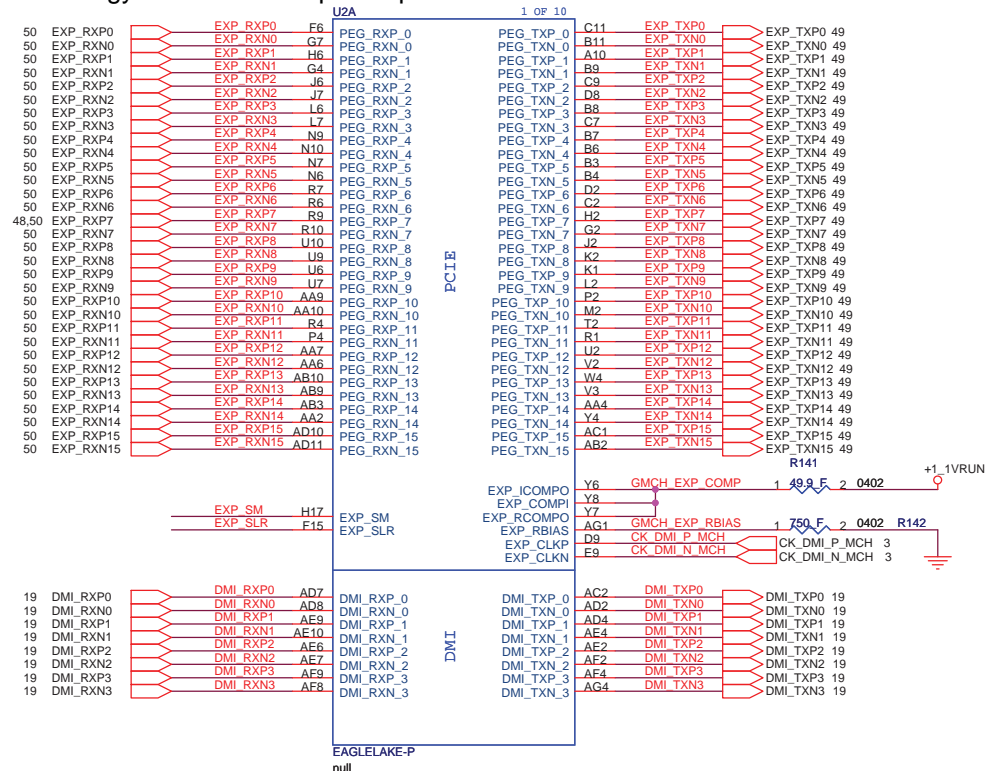 U2A 1 OF 10
50 EXP_RXP0 EXP_RXP0 F6 PEG_RXP_0 PEG_TXP_0 C11 EXP_TXP0 EXP_TXP0 49
50 EXP_RXN0 EXP_RXN0 G7 PEG_RXN_0 PEG_TXN_0 B11 EXP_TXN0 EXP_TXN0 49
50 EXP_RXP1 EXP_RXP1 H6 PEG_RXP_1 PEG_TXP_1 A10 EXP_TXP1 EXP_TXP1 49
50 EXP_RXN1 EXP_RXN1 G4 PEG_RXN_1 PEG_TXN_1 B9 EXP_TXN1 EXP_TXN1 49
50 EXP_RXP2 EXP_RXP2 J6 PEG_RXP_2 PEG_TXP_2 C9 EXP_TXP2 EXP_TXP2 49
50 EXP_RXN2 EXP_RXN2 J7 PEG_RXN_2 PEG_TXN_2 D8 EXP_TXN2 EXP_TXN2 49
50 EXP_RXP3 EXP_RXP3 L6 PEG_RXP_3 PEG_TXP_3 B8 EXP_TXP3 EXP_TXP3 49
50 EXP_RXN3 EXP_RXN3 L7 PEG_RXN_3 PEG_TXN_3 C7 EXP_TXN3 EXP_TXN3 49
50 EXP_RXP4 EXP_RXP4 N9 PEG_RXP_4 PEG_TXP_4 B7 EXP_TXP4 EXP_TXP4 49
50 EXP_RXN4 EXP_RXN4 N10 PEG_RXN_4 PEG_TXN_4 B6 EXP_TXN4 EXP_TXN4 49
50 EXP_RXP5 EXP_RXP5 N7 PEG_RXP_5 PEG_TXP_5 B3 EXP_TXP5 EXP_TXP5 49
50 EXP_RXN5 EXP_RXN5 N6 PEG_RXN_5 PEG_TXN_5 B4 EXP_TXN5 EXP_TXN5 49
50 EXP_RXP6 EXP_RXP6 R7 PEG_RXP_6 PEG_TXP_6 D2 EXP_TXP6 EXP_TXP6 49
50 EXP_RXN6 EXP_RXN6 R6 PEG_RXN_6 PEG_TXN_6 C2 EXP_TXN6 EXP_TXN6 49
48,50 EXP_RXP7 EXP_RXP7 R9 PEG_RXP_7 PEG_TXP_7 H2 EXP_TXP7 EXP_TXP7 49
50 EXP_RXN7 EXP_RXN7 R10 PEG_RXN_7 PEG_TXN_7 G2 EXP_TXN7 EXP_TXN7 49
50 EXP_RXP8 EXP_RXP8 U10 PEG_RXP_8 PEG_TXP_8 J2 EXP_TXP8 EXP_TXP8 49
50 EXP_RXN8 EXP_RXN8 U9 PEG_RXN_8 PEG_TXN_8 K2 EXP_TXN8 EXP_TXN8 49
50 EXP_RXP9 EXP_RXP9 U6 PEG_RXP_9 PEG_TXP_9 K1 EXP_TXP9 EXP_TXP9 49
50 EXP_RXN9 EXP_RXN9 U7 PEG_RXN_9 PEG_TXN_9 L2 EXP_TXN9 EXP_TXN9 49
50 EXP_RXP10 EXP_RXP10 AA9 PEG_RXP_10 PEG_TXP_10 P2 EXP_TXP10 EXP_TXP10 49
50 EXP_RXN10 EXP_RXN10 AA10 PEG_RXN_10 PEG_TXN_10 M2 EXP_TXN10 EXP_TXN10 49
50 EXP_RXP11 EXP_RXP11 R4 PEG_RXP_11 PEG_TXP_11 T2 EXP_TXP11 EXP_TXP11 49
50 EXP_RXN11 EXP_RXN11 P4 PEG_RXN_11 PEG_TXN_11 R1 EXP_TXN11 EXP_TXN11 49
50 EXP_RXP12 EXP_RXP12 AA7 PEG_RXP_12 PEG_TXP_12 U2 EXP_TXP12 EXP_TXP12 49
50 EXP_RXN12 EXP_RXN12 AA6 PEG_RXN_12 PEG_TXN_12 V2 EXP_TXN12 EXP_TXN12 49
50 EXP_RXP13 EXP_RXP13 AB10 PEG_RXP_13 PEG_TXP_13 W4 EXP_TXP13 EXP_TXP13 49
50 EXP_RXN13 EXP_RXN13 AB9 PEG_RXN_13 PEG_TXN_13 V3 EXP_TXN13 EXP_TXN13 49
50 EXP_RXP14 EXP_RXP14 AB3 PEG_RXP_14 PEG_TXP_14 AA4 EXP_TXP14 EXP_TXP14 49
50 EXP_RXN14 EXP_RXN14 AA2 PEG_RXN_14 PEG_TXN_14 Y4 EXP_TXN14 EXP_TXN14 49
50 EXP_RXP15 EXP_RXP15 AD10 PEG_RXP_15 PEG_TXP_15 AC1 EXP_TXP15 EXP_TXP15 49
50 EXP_RXN15 EXP_RXN15 AD11 PEG_RXN_15 PEG_TXN_15 AB2 EXP_TXN15 EXP_TXN15 49
PCIE
R141
+1_1VRUN
EXP_ICOMPO Y6 GMCH_EXP_COMP 1 49.9_F 2 0402
EXP_COMPI Y8
EXP_SM H17 EXP_SM EXP_RCOMPO Y7
EXP_SLR F15 EXP_SLR EXP_RBIAS AG1 GMCH_EXP_RBIAS 1 750_F 2 0402 R142
EXP_CLKP D9 CK_DMI_P_MCH CK_DMI_P_MCH 3
EXP_CLKN E9 CK_DMI_N_MCH CK_DMI_N_MCH 3
19 DMI_RXP0 DMI_RXP0 AD7 DMI_RXP_0 DMI_TXP_0 AC2 DMI_TXP0 DMI_TXP0 19
19 DMI_RXN0 DMI_RXN0 AD8 DMI_RXN_0 DMI_TXN_0 AD2 DMI_TXN0 DMI_TXN0 19
19 DMI_RXP1 DMI_RXP1 AE9 DMI_RXP_1 DMI_TXP_1 AD4 DMI_TXP1 DMI_TXP1 19
19 DMI_RXN1 DMI_RXN1 AE10 DMI_RXN_1 DMI_TXN_1 AE4 DMI_TXN1 DMI_TXN1 19
19 DMI_RXP2 DMI_RXP2 AE6 DMI_RXP_2 DMI_TXP_2 AE2 DMI_TXP2 DMI_TXP2 19
19 DMI_RXN2 DMI_RXN2 AE7 DMI_RXN_2 DMI_TXN_2 AF2 DMI_TXN2 DMI_TXN2 19
19 DMI_RXP3 DMI_RXP3 AF9 DMI_RXP_3 DMI_TXP_3 AF4 DMI_TXP3 DMI_TXP3 19
19 DMI_RXN3 DMI_RXN3 AF8 DMI_RXN_3 DMI_TXN_3 AG4 DMI_TXN3 DMI_TXN3 19
DMI
EAGLELAKE-P
null